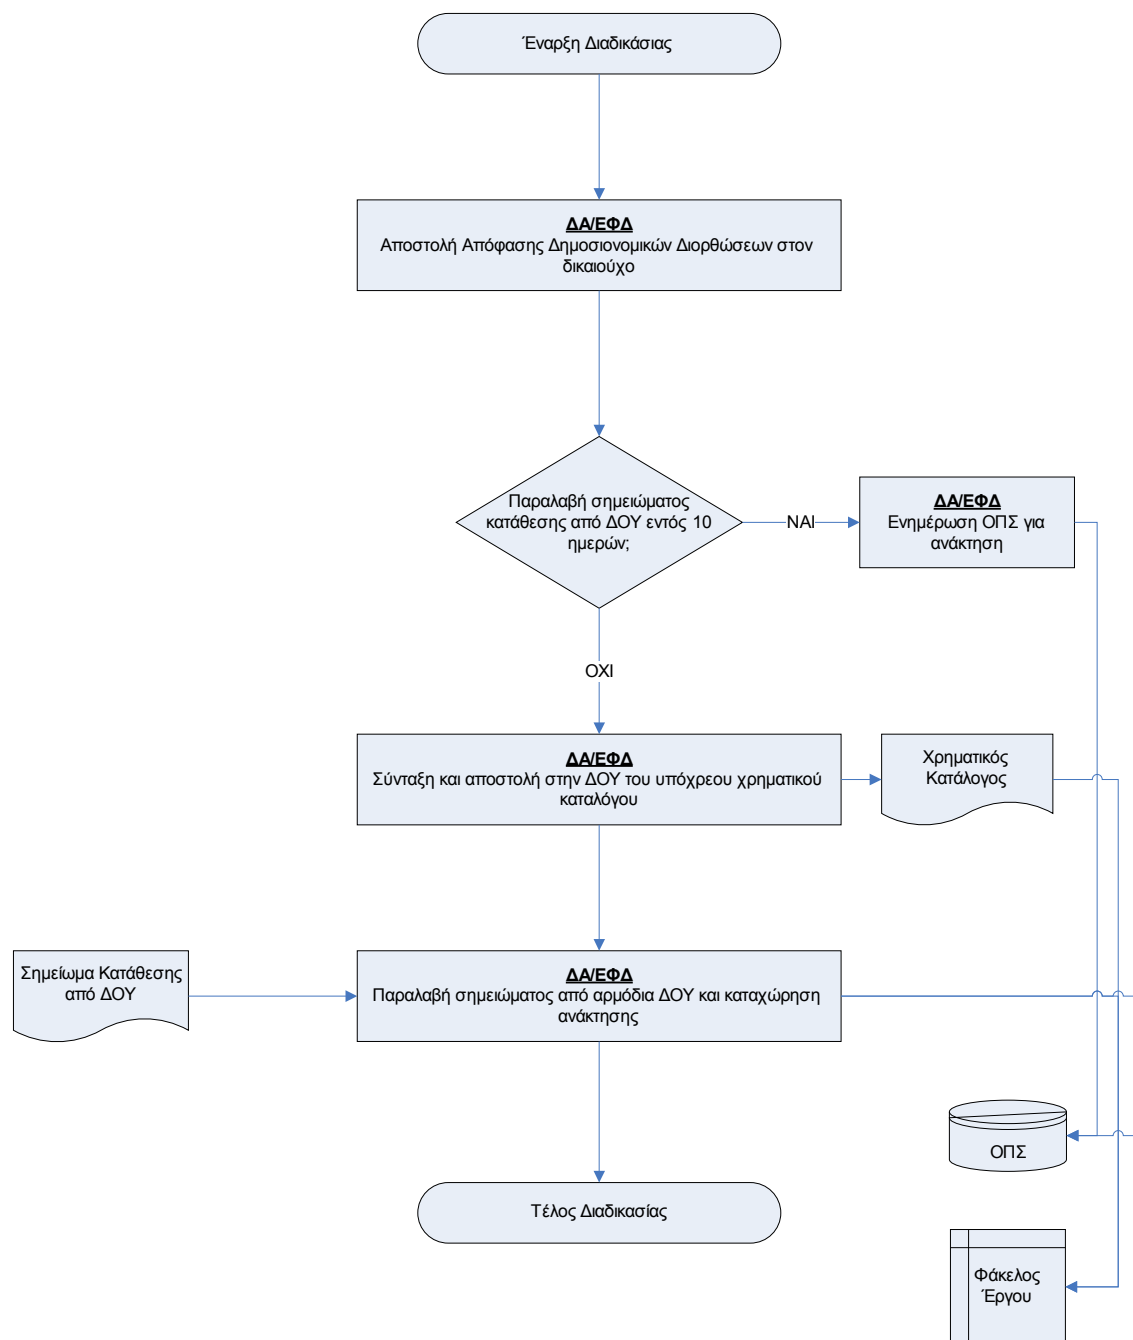 Έναρξη Διαδικάσιας
ΔΑ/ΕΦΔ
Αποστολή Απόφασης Δημοσιονομικών Διορθώσεων στον
δικαιούχο
Παραλαβή σημειώματος
κατάθεσης από ΔΟΥ εντός 10
ημερών;
ΝΑΙ
ΔΑ/ΕΦΔ
Ενημέρωση ΟΠΣ για
ανάκτηση
ΟΧΙ
ΔΑ/ΕΦΔ
Σύνταξη και αποστολή στην ΔΟΥ του υπόχρεου χρηματικού
καταλόγου
Χρηματικός
Κατάλογος
Σημείωμα Κατάθεσης
από ΔΟΥ
ΔΑ/ΕΦΔ
Παραλαβή σημειώματος από αρμόδια ΔΟΥ και καταχώρηση
ανάκτησης
ΟΠΣ
Τέλος Διαδικασίας
Φάκελος
Έργου